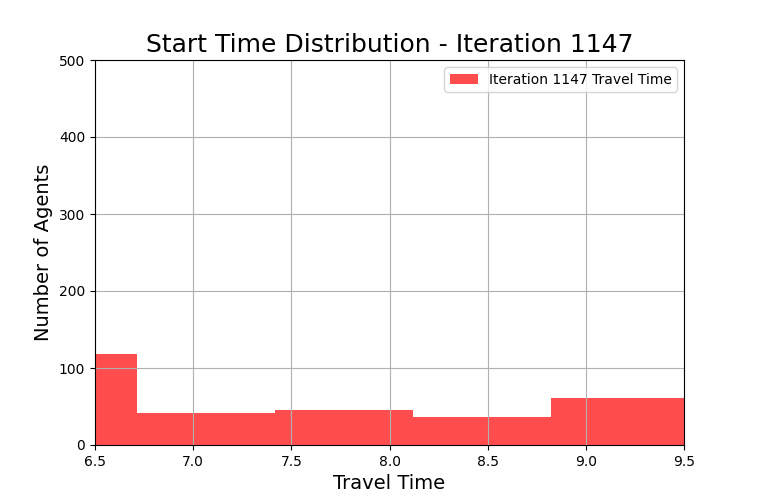 Start Time Distribution - Iteration 1147
Iteration 1147 Travel Time
Number of Agents
500
400
300
200
100
0
6.5 7.0 7.5 8.0 8.5 9.0 9.5
Travel Time